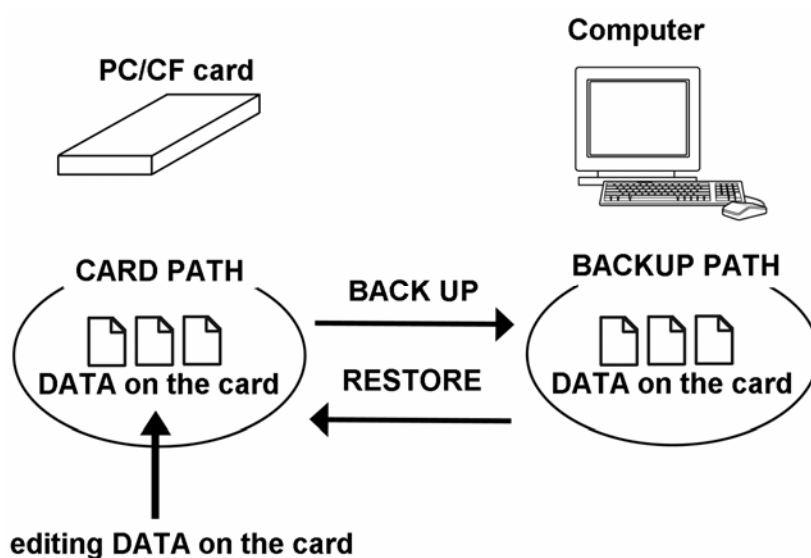 Computer
PC/CF card
CARD PATH
BACKUP PATH
BACK UP
DATA on the card
RESTORE
DATA on the card
editing DATA on the card